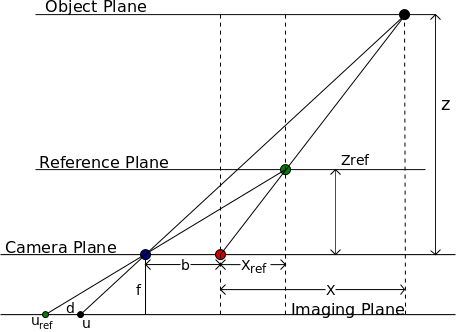 Object Plane
Z
Reference Plane
Zref
Camera Plane
b
Xref
f
X
Imaging Plane
d
uref
u